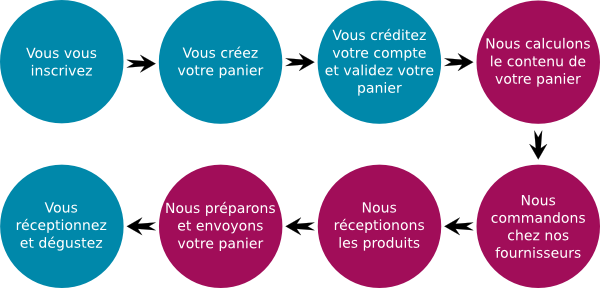 Vous vous
inscrivez
Vous créez
votre panier
Vous créditez
votre compte
et validez votre
panier
Nous calculons
le contenu de
votre panier
Nous
commandons
chez nos
fournisseurs
Nous
réceptionons
les produits
Nous préparons
et envoyons
votre panier
Vous
réceptionnez
et dégustez